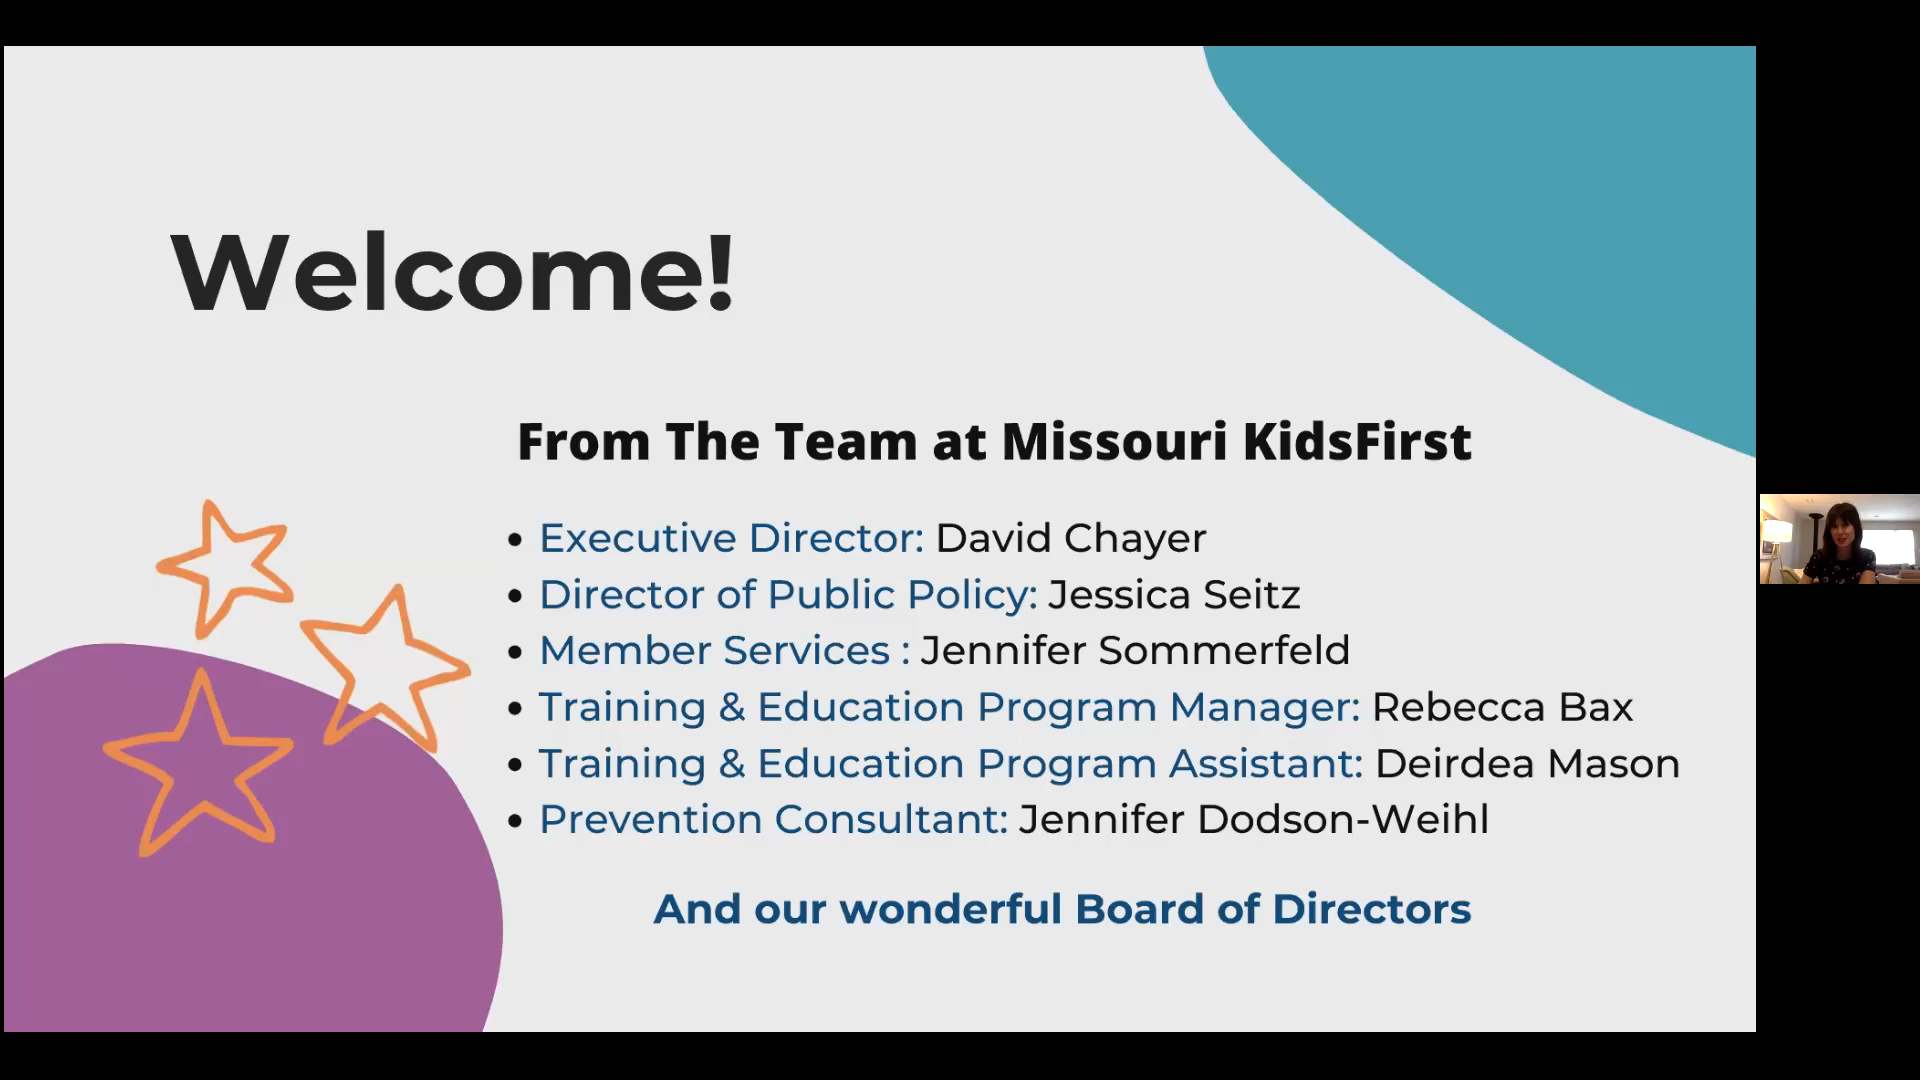 Welcome!
From The Team at Missouri KidsFirst
• Executive Director: David Chayer
• Director of Public Policy: Jessica Seitz
• Member Services : Jennifer Sommerfeld
• Training & Education Program Manager: Rebecca Bax
• Training & Education Program Assistant: Deirdea Mason
• Prevention Consultant: Jennifer Dodson-Weihl
And our wonderful Board of Directors